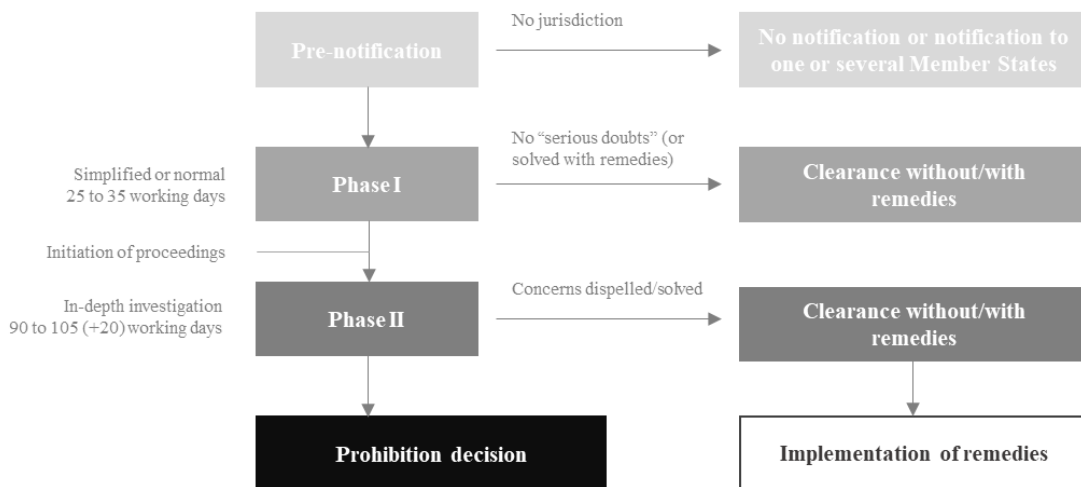 No jurisdiction
Pre-notification
No notification or notification to
one or several Member States
No "serious doubts" (or
solved with remedies)
Simplified or normal
25 to 35 working days
Phase I
Clearance without/with
remedies
Initiation of proceedings
Concerns dispelled/solved
In-depth investigation
90 to 105 (+20) working days
Phase II
Clearance without/with
remedies
Prohibition decision
Implementation of remedies